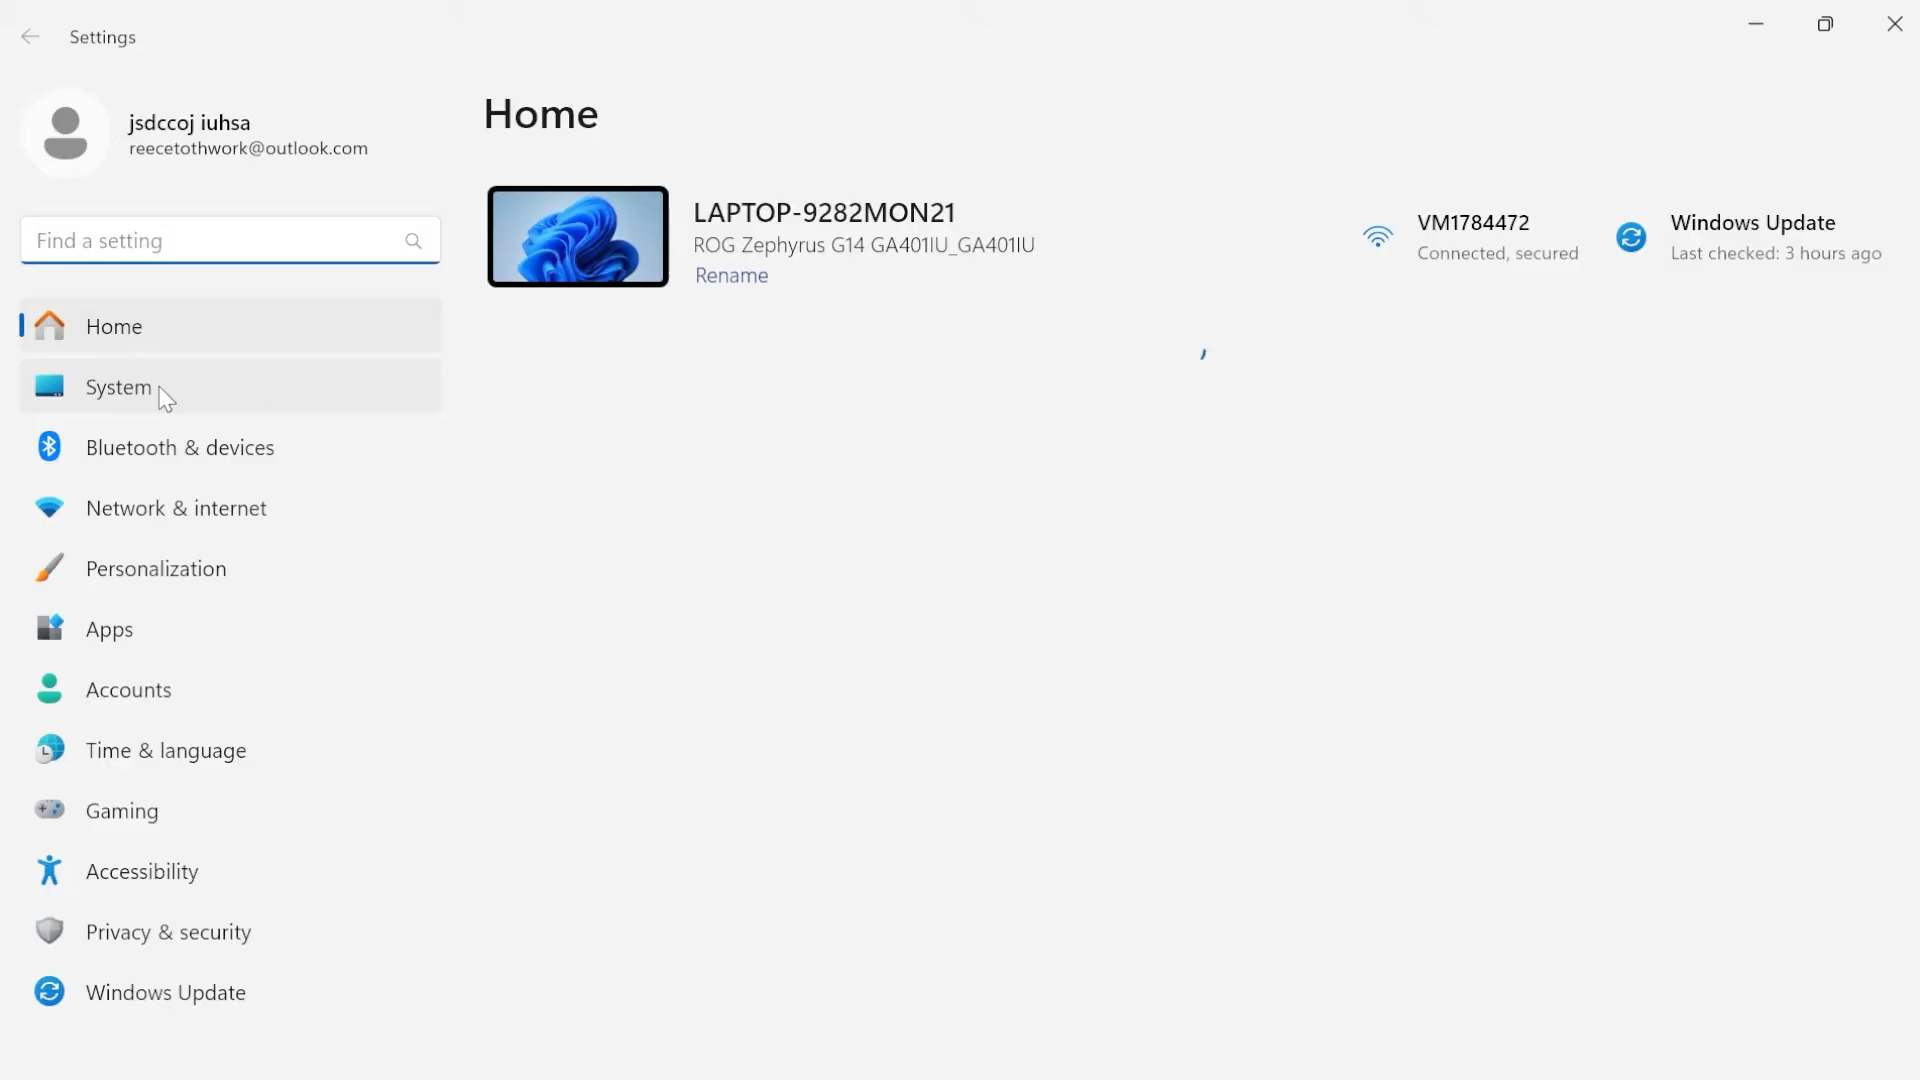 Settings
jsdccoj iuhsa
reecetothwork@outlook.com
Find a setting
Home
System
Bluetooth & devices
Network & internet
Personalization
Apps
Accounts
Time & language
Gaming
Accessibility
Privacy & security
Windows Update
Home
LAPTOP-9282MON21
ROG Zephyrus G14 GA401IU_GA401IU
Rename
VM1784472
Connected, secured
Windows Update
Last checked: 3 hours ago